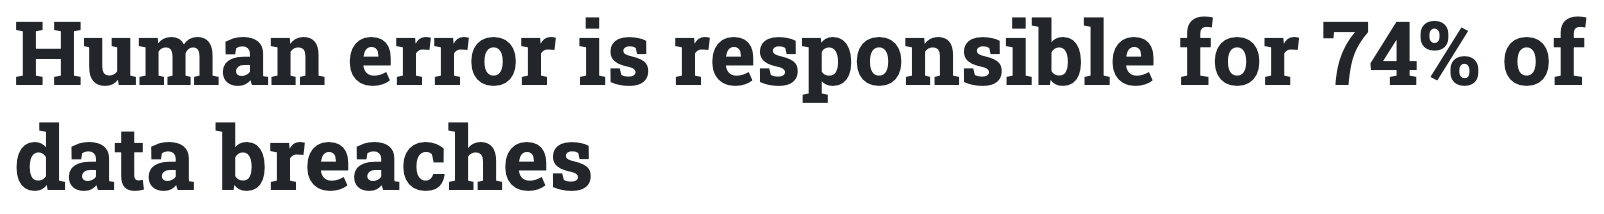 Human error is responsible for 74% of
data breaches